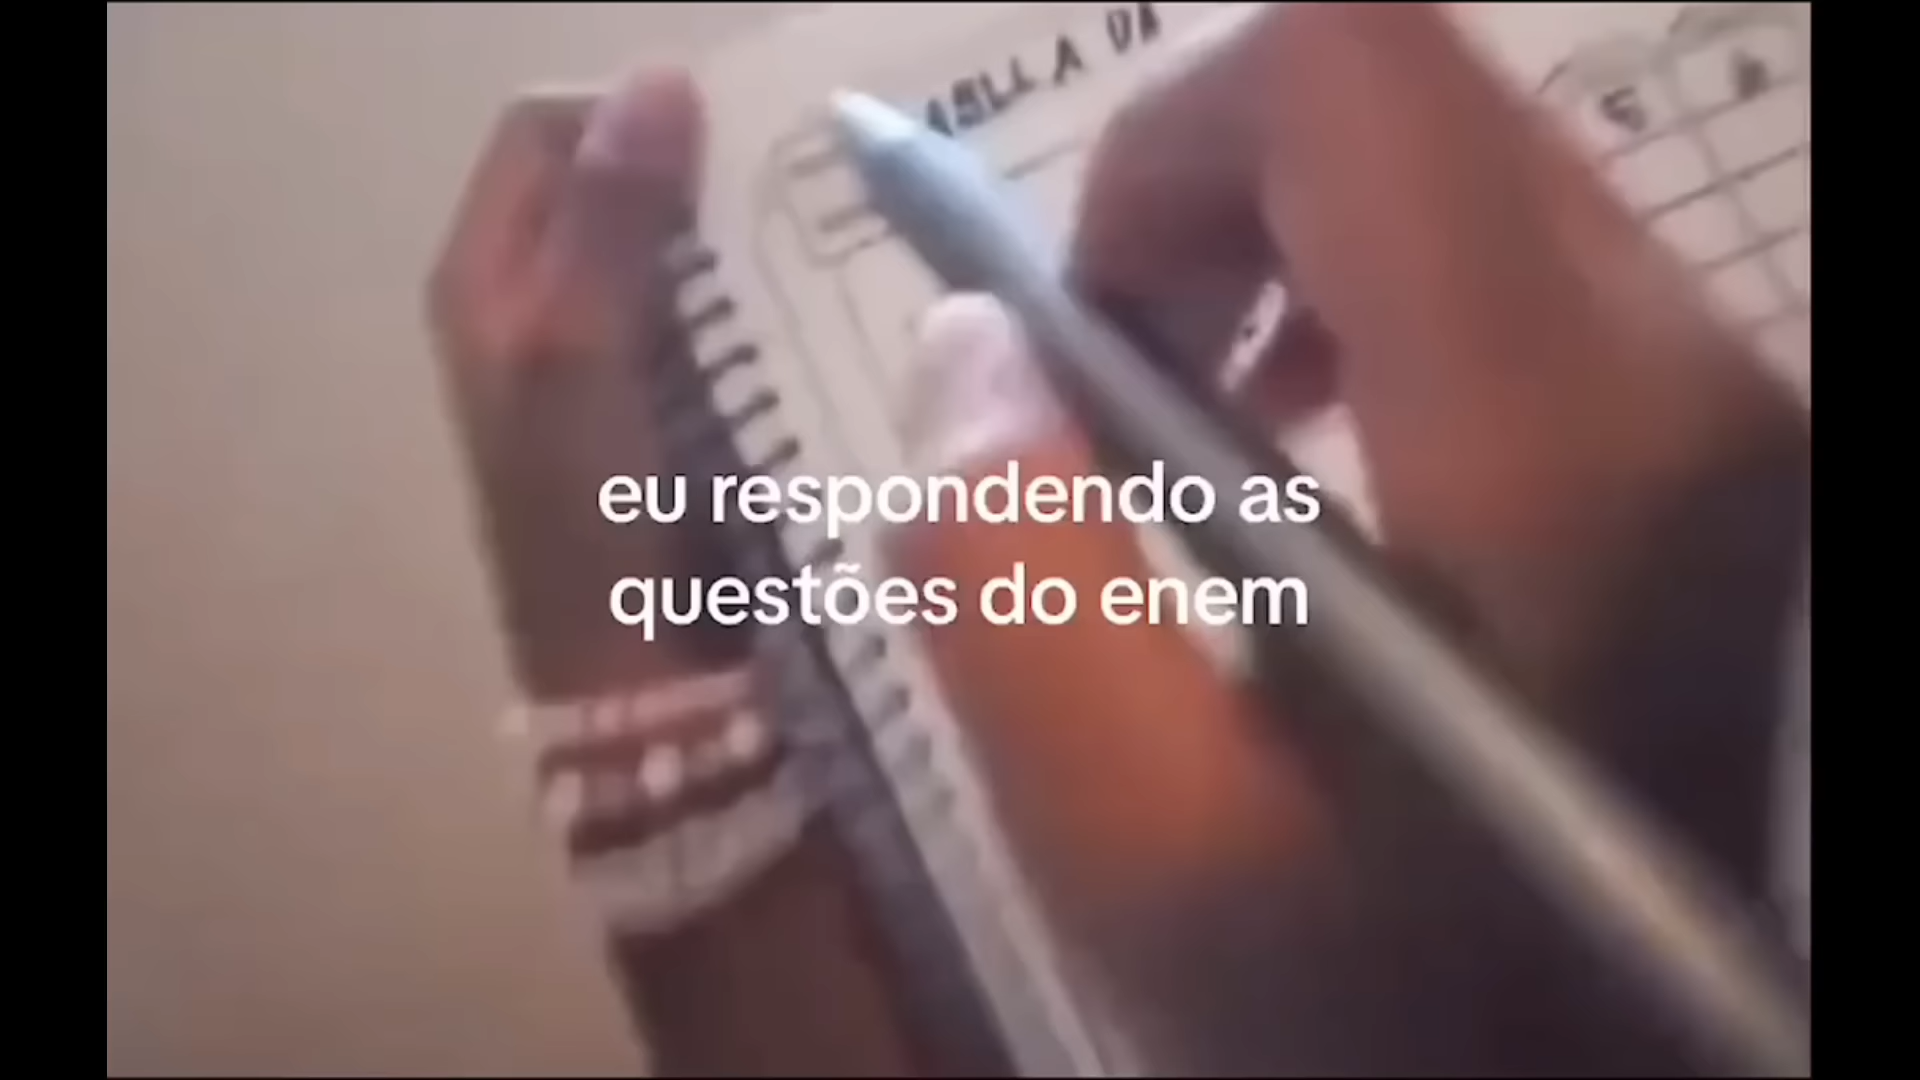 eu respondendo as
questões do enem